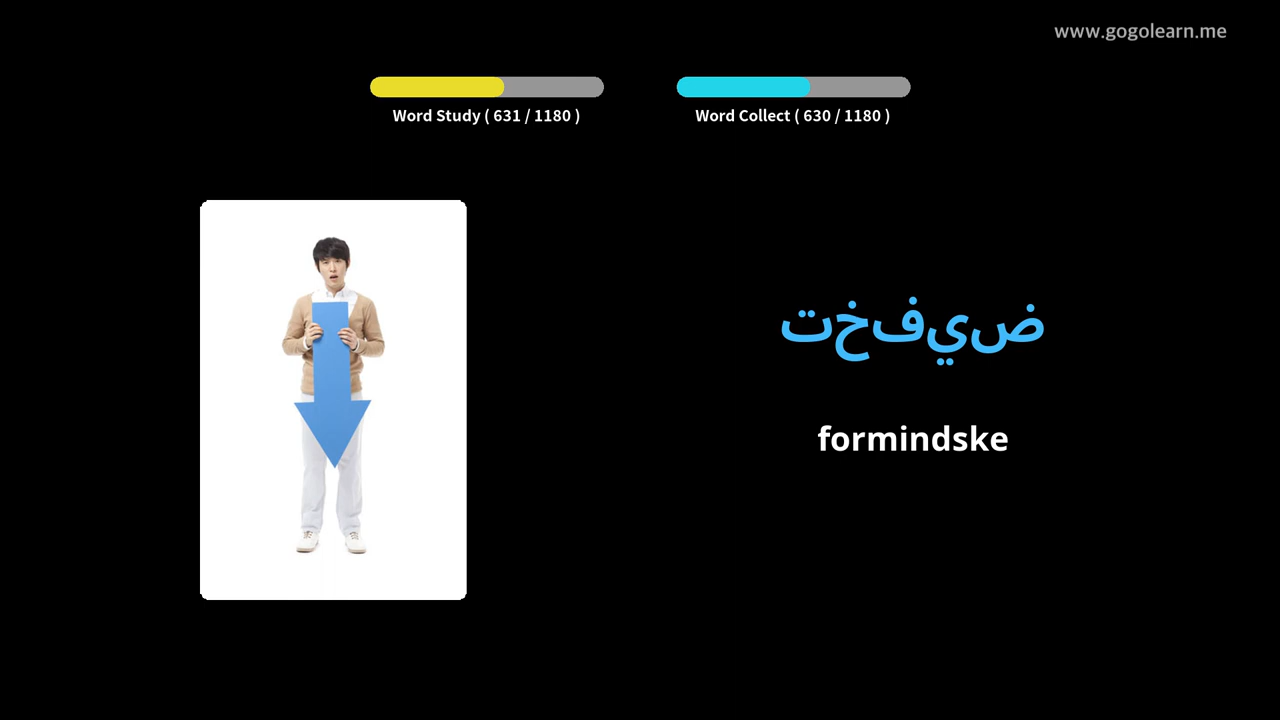 www.gogolearn.me
Word Study ( 631 / 1180 )
Word Collect ( 630 / 1180 )
تخفيض
formindske